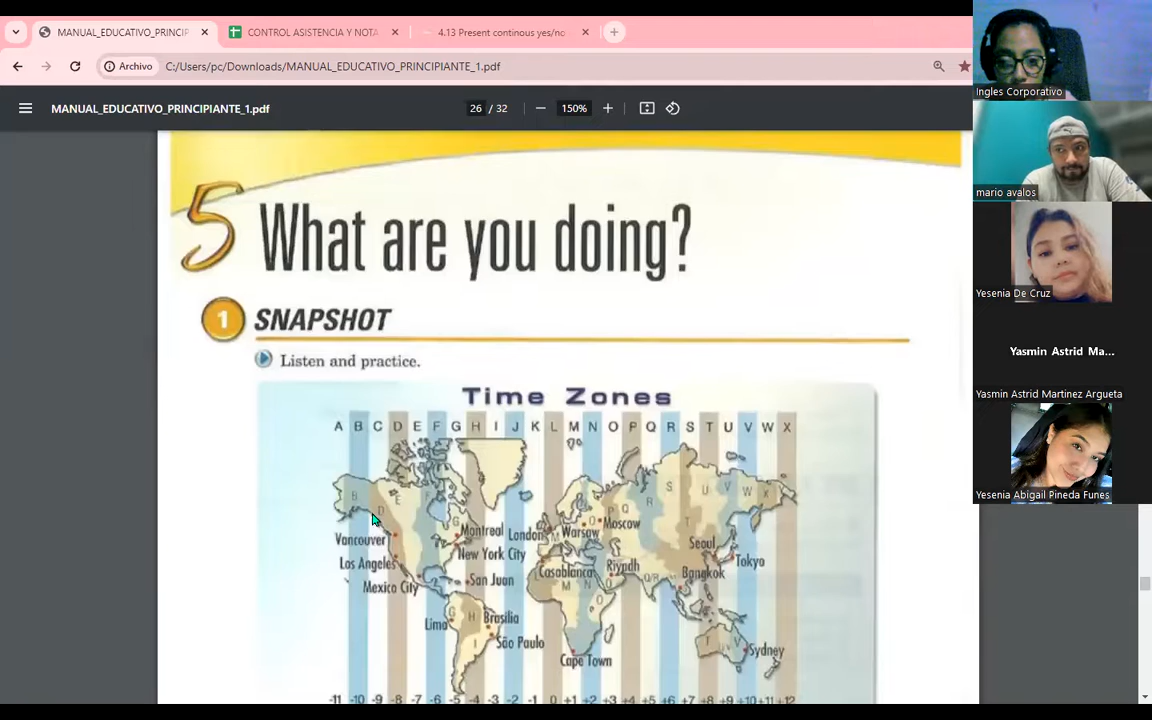 MANUAL_EDUCATIVO_PRINCIP
CONTROL ASISTENCIA Y NOTA
4.13 Present continous yes/no
Archivo
C:/Users/pc/Downloads/MANUAL_EDUCATIVO_PRINCIPIANTE_1.pdf
MANUAL_EDUCATIVO_PRINCIPIANTE_1.pdf
26 / 32
150%
5 What are you doing?
1 SNAPSHOT
Listen and practice.
Time Zones
A B C D E F G H I J K L M N O P Q R S T U V W X
Vancouver
Montreal
London
Warsaw
Moscow
Los Angeles
New York City
Seoul
Tokyo
Mexico City
San Juan
Casablanca
Riyadh
Bangkok
Lima
Brasília
São Paulo
Cape Town
Sydney
-11 -10 -9 -8 -7 -6 -5 -4 -3 -2 -1 0 +1 +2 +3 +4 +5 +6 +7 +8 +9 +10 +11 +12
Ingles Corporativo
mario avalos
Yesenia De Cruz
Yasmin Astrid Ma...
Yasmin Astrid Martinez Argueta
Yesenia Abigail Pineda Funes